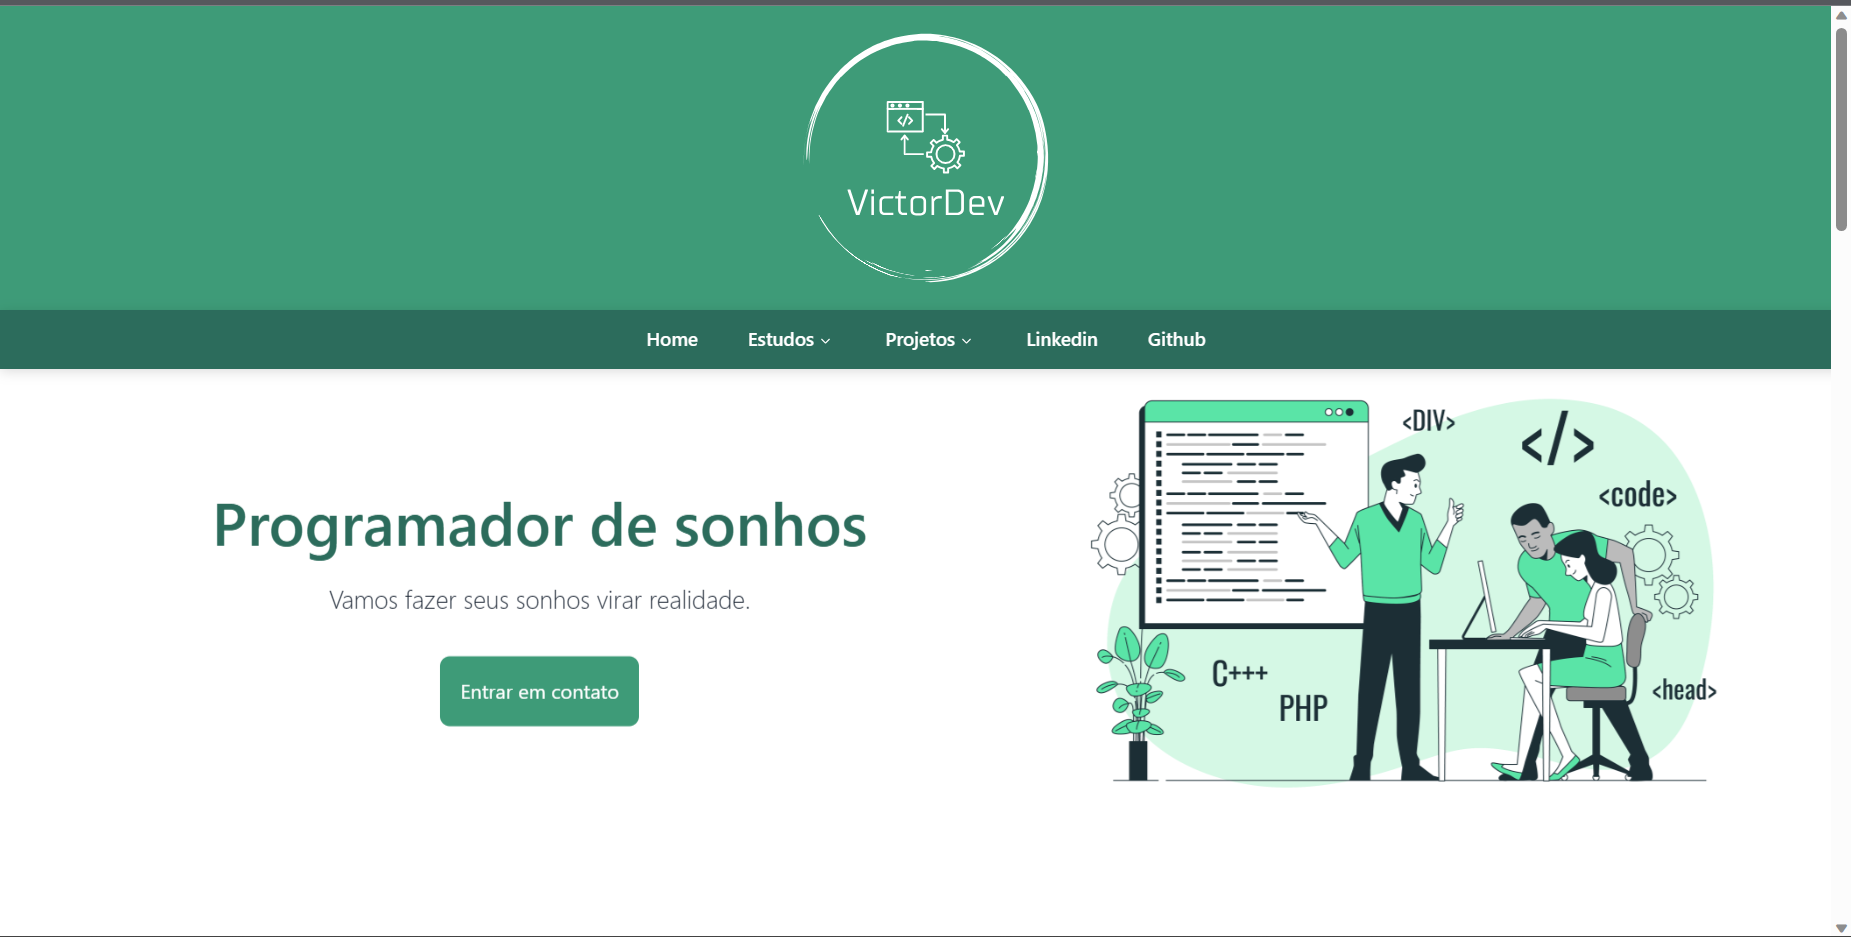 </>
VictorDev
Home Estudos Projetos Linkedin Github
Programador de sonhos
Vamos fazer seus sonhos virar realidade.
Entrar em contato
<DIV>
</>
<code>
C+++
PHP
<head>